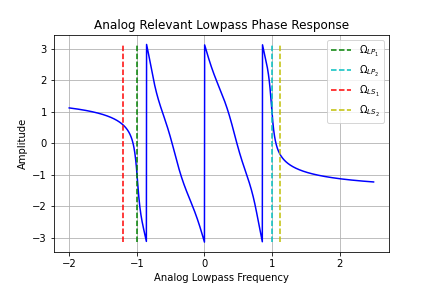 Analog Relevant Lowpass Phase Response
Amplitude
3
2
1
0
−1
−2
−3
−2
−1
0
1
2
Analog Lowpass Frequency
Ω_{LP_1}
Ω_{LP_2}
Ω_{LS_1}
Ω_{LS_2}